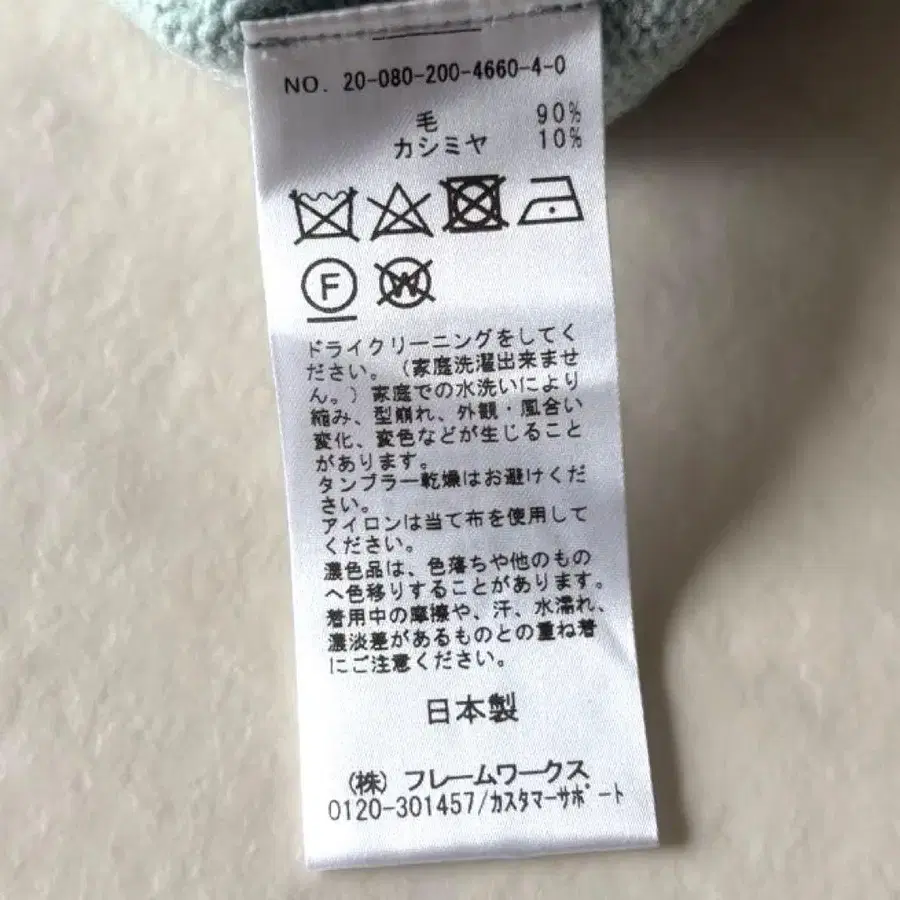 NO. 20-080-200-4660-4-0
毛 90%
カシミヤ 10%
F W
ドライクリーニングをしてく
ださい。（家庭洗濯出来ませ
ん。）家庭での水洗いにより
縮み、型崩れ、外観・風合い
変化、変色などが生じること
があります。
タンブラー乾燥はお避けくだ
さい。
アイロンは当て布を使用して
ください。
濃色品は、色落ちや他のもの
へ色移りすることがあります。
着用中の摩擦や、汗、水濡れ、
濃淡差があるものとの重ね着
にご注意ください。
日本製
（株）フレームワークス
0120-301457/カスタマーサポート